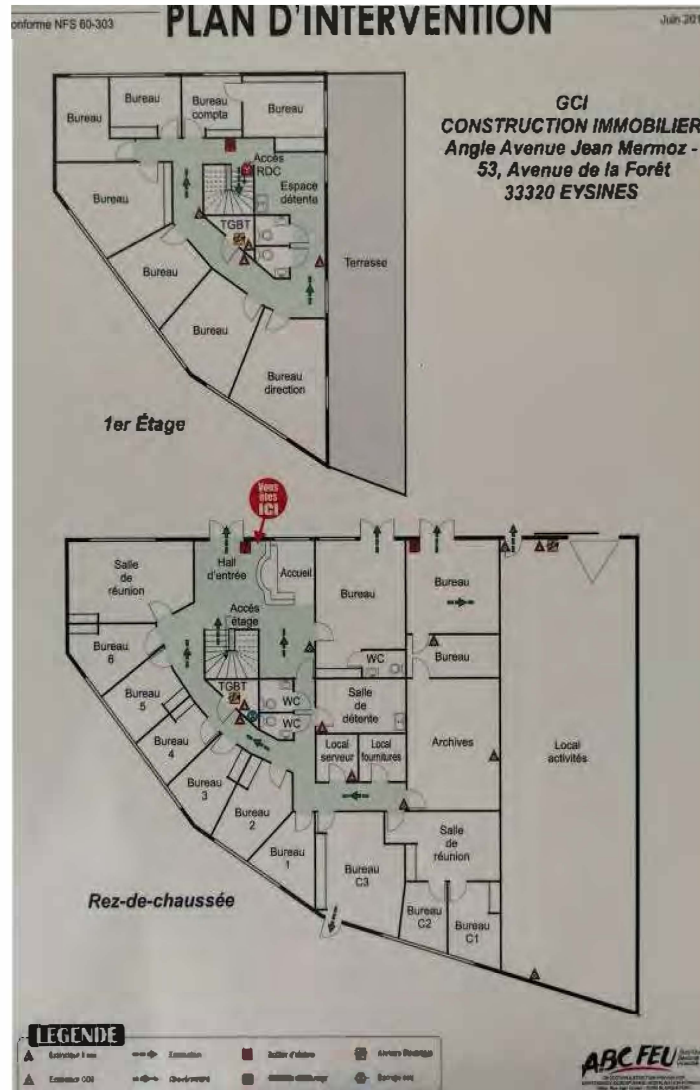 onforme NFS 60-303
PLAN D'INTERVENTION
Juin 201
GCI
CONSTRUCTION IMMOBILIER
Angle Avenue Jean Mermoz -
53, Avenue de la Forêt
33320 EYSINES
Bureau
Bureau
Bureau
compta
Bureau
Accès
RDC
Espace
détente
Bureau
TGBT
Terrasse
Bureau
Bureau
Bureau
direction
1er Étage
Vous
êtes
ICI
Salle
de
réunion
Hall
d'entrée
Accueil
Bureau
Bureau
Accès
étage
Bureau
6
WC
Bureau
TGBT
Bureau
5
WC
WC
Salle
de
détente
Bureau
4
Local
serveur
Local
fournitures
Archives
Local
activités
Bureau
3
Bureau
2
Bureau
1
Salle
de
réunion
Bureau
C3
Bureau
C2
Bureau
C1
Rez-de-chaussée
LEGENDE
Evacuation
ABC FEU